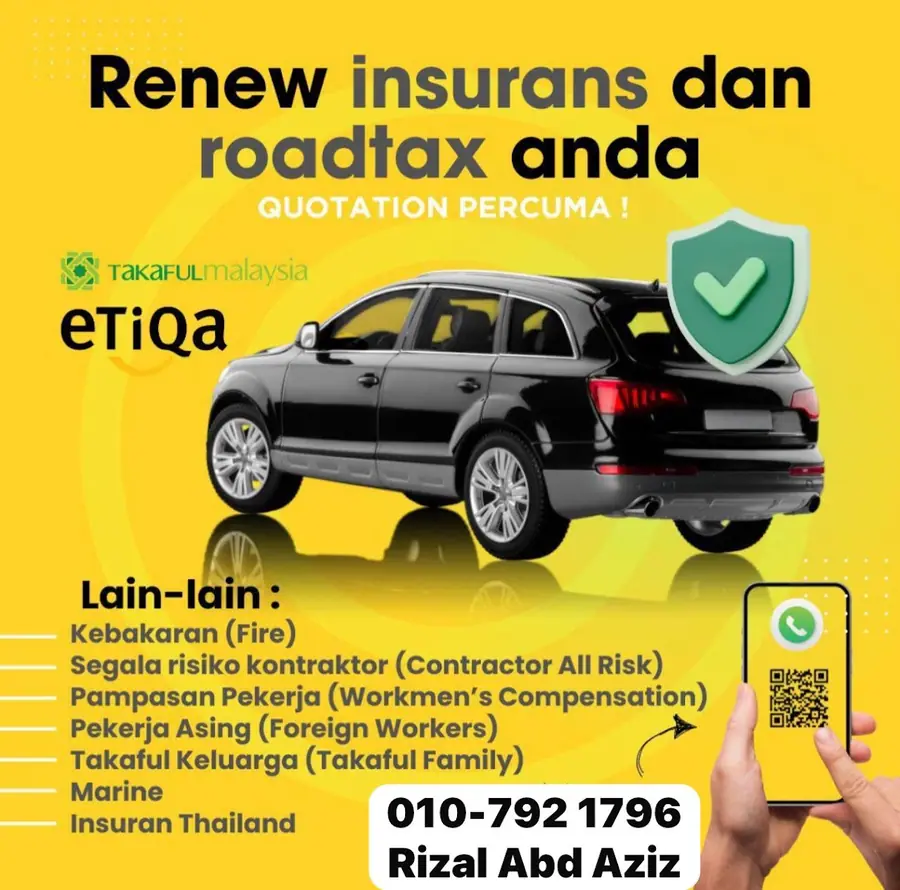 Renew insurans dan
roadtax anda
QUOTATION PERCUMA !
TAKAFULmalaysia
eTiQa
Lain-lain :
Kebakaran (Fire)
Segala risiko kontraktor (Contractor All Risk)
Pampasan Pekerja (Workmen's Compensation)
Pekerja Asing (Foreign Workers)
Takaful Keluarga (Takaful Family)
Marine
Insuran Thailand
010-792 1796
Rizal Abd Aziz